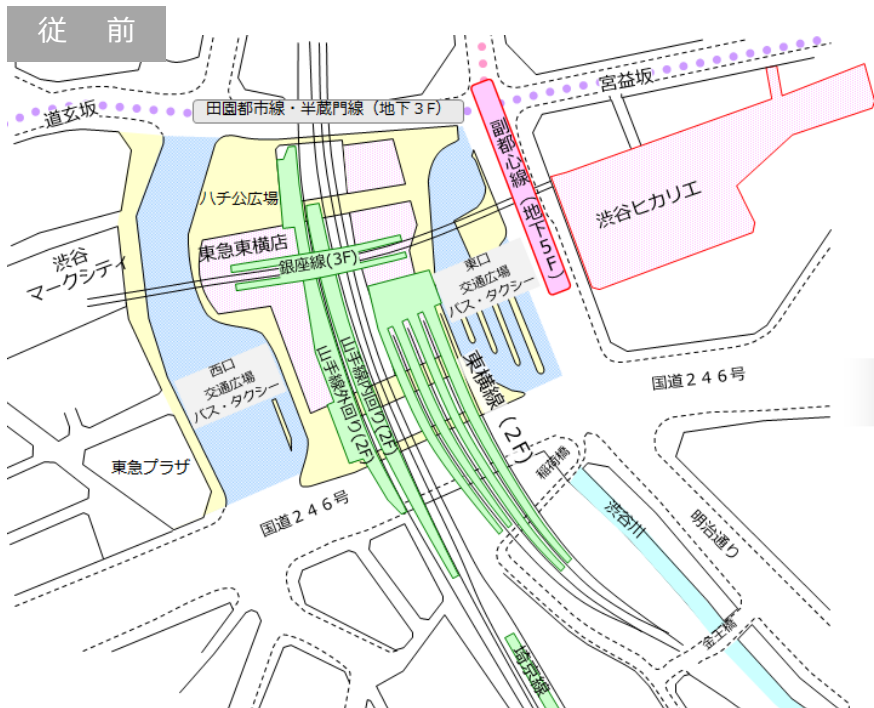 従 前
道玄坂
田園都市線・半蔵門線（地下３F）
宮益坂
副都心線（地下５F）
渋谷ヒカリエ
ハチ公広場
東急東横店
銀座線(3F)
渋谷
マークシティ
東口
交通広場
バス・タクシー
山手線内回り(2F)
山手線外回り(2F)
西口
交通広場
バス・タクシー
東横線（２F）
国道２４６号
東急プラザ
国道２４６号
稲荷橋
渋谷川
明治通り
金王橋
埼京線